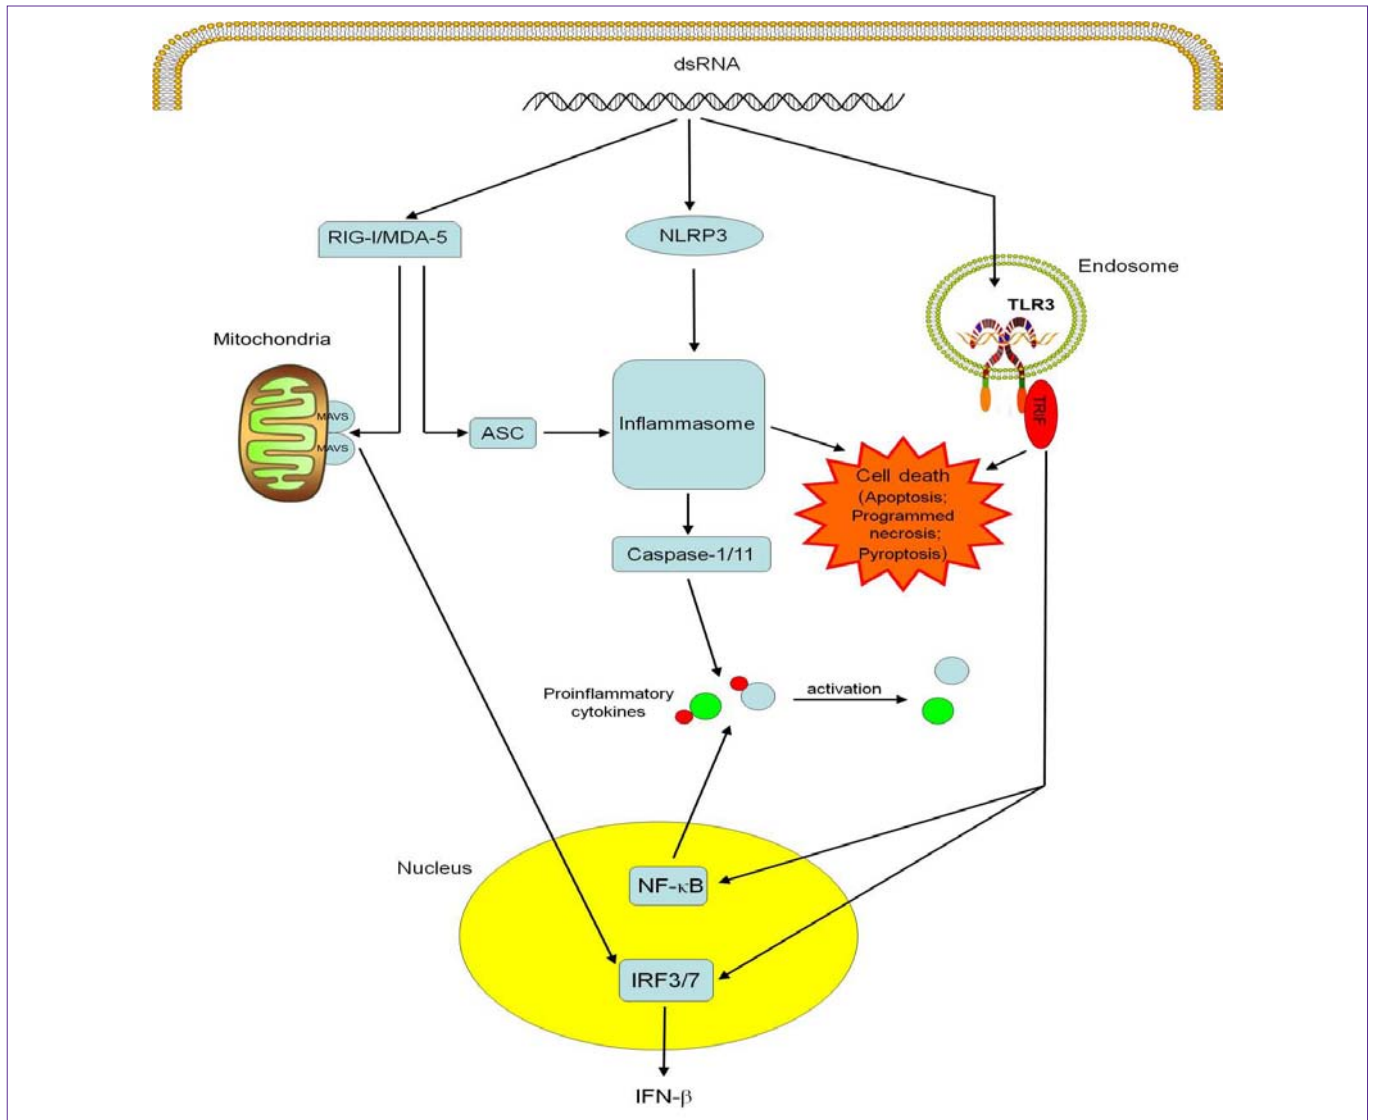 dsRNA
RIG-I/MDA-5
NLRP3
Endosome
TLR3
Mitochondria
MAVS
MAVS
ASC
Inflammasome
TRIF
Cell death
(Apoptosis;
Programmed
necrosis;
Pyroptosis)
Caspase-1/11
Proinflammatory
cytokines
activation
Nucleus
NF-κB
IRF3/7
IFN-β